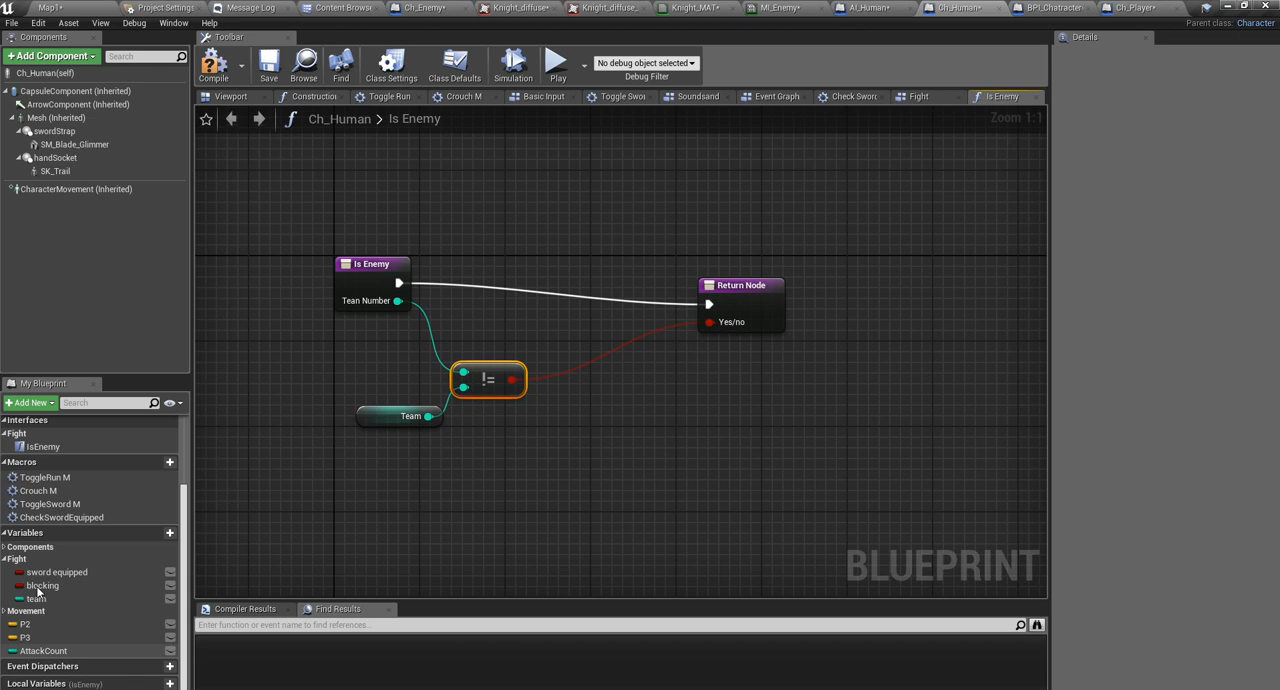 Map1* Project Settings Message Log Content Browse Ch_Enemy* Knight_diffuse* Knight_diffuse_ Knight_MAT* MI_Enemy* AI_Human* Ch_Human* BPI_Chatracter Ch_Player*
File Edit Asset View Debug Window Help
Parent class: Character
Components
Toolbar
Details
+ Add Component
Search
Ch_Human(self)
CapsuleComponent (Inherited)
ArrowComponent (Inherited)
Mesh (Inherited)
swordStrap
SM_Blade_Glimmer
handSocket
SK_Trail
CharacterMovement (Inherited)
Compile Save Browse Find Class Settings Class Defaults Simulation Play
No debug object selected
Debug Filter
Viewport Constructio Toggle Run Crouch M Basic Input Toggle Swo Soundsand Event Graph Check Swor Fight Is Enemy
Ch_Human > Is Enemy
Zoom 1:1
Is Enemy
Tean Number
!=
Team
Return Node
Yes/no
BLUEPRINT
My Blueprint
+ Add New
Search
Interfaces
Fight
IsEnemy
Macros
ToggleRun M
Crouch M
ToggleSword M
CheckSwordEquipped
Variables
Components
Fight
sword equipped
blocking
team
Movement
P2
P3
AttackCount
Event Dispatchers
Local Variables (IsEnemy)
Compiler Results
Find Results
Enter function or event name to find references...